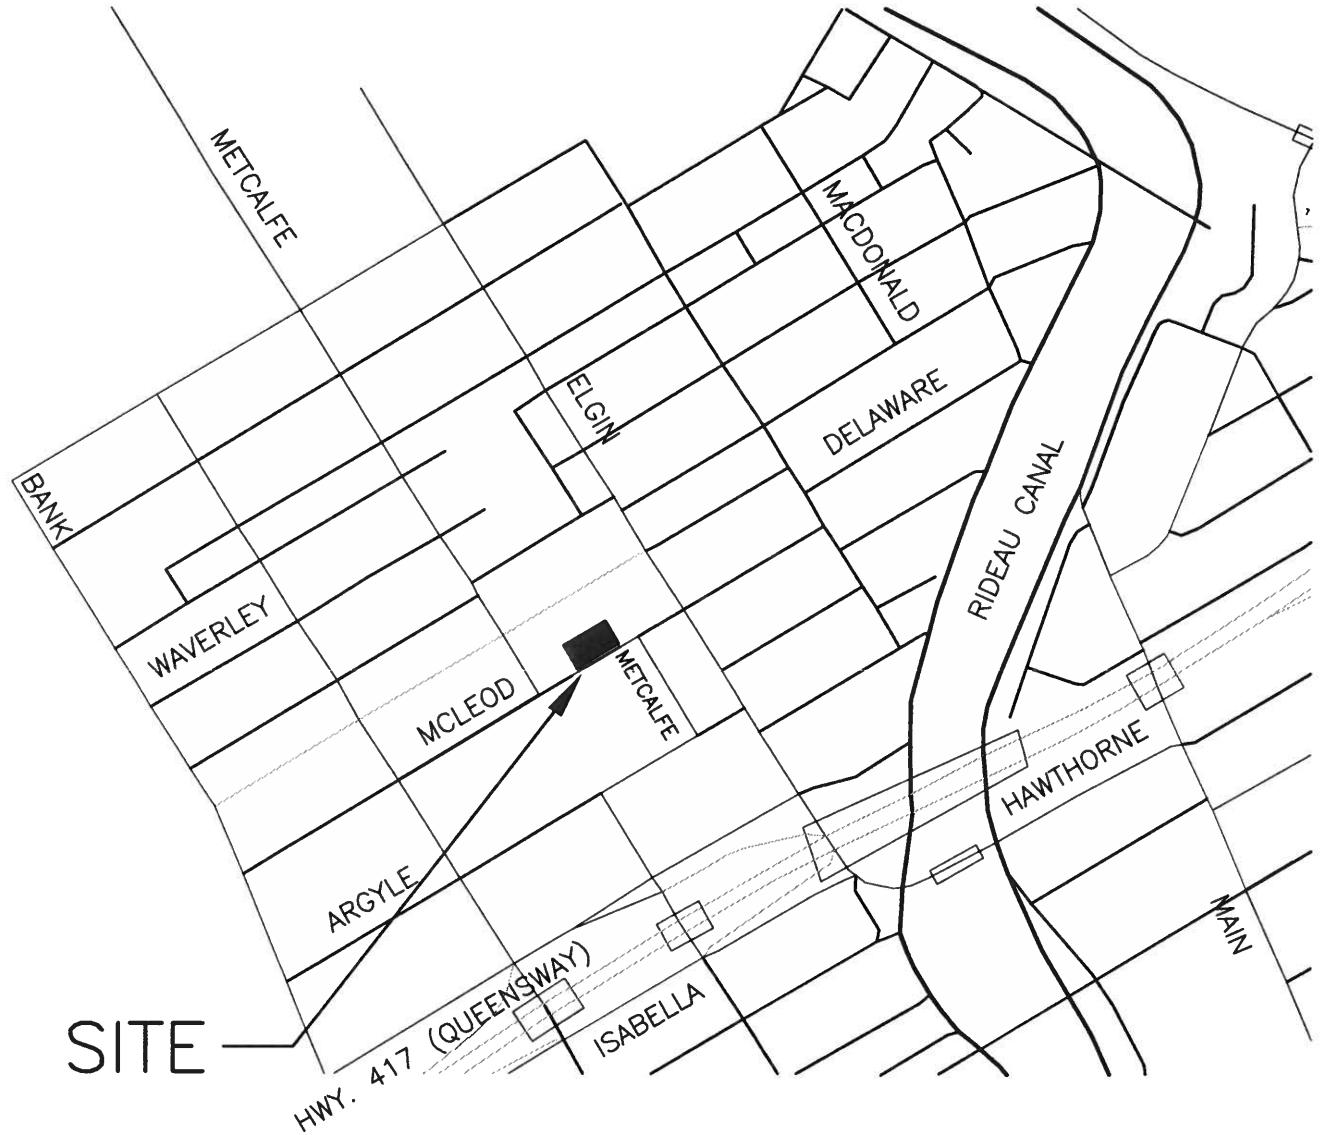 METCALFE
MACDONALD
ELGIN
DELAWARE
BANK
RIDEAU CANAL
WAVERLEY
MCLEOD
METCALFE
HAWTHORNE
ARGYLE
MAIN
HWY. 417 (QUEENSWAY)
ISABELLA
SITE